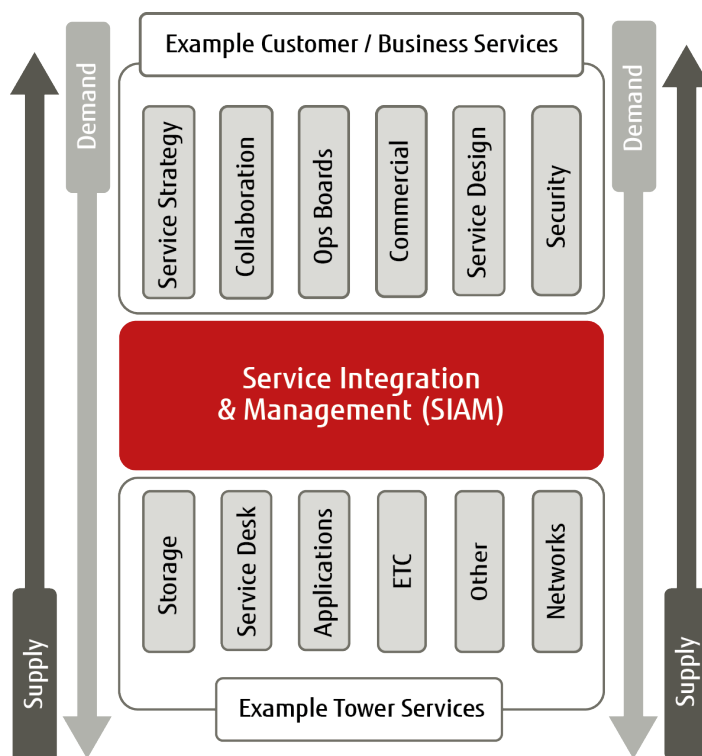 Example Customer / Business Services
Demand
Demand
Service Strategy
Collaboration
Ops Boards
Commercial
Service Design
Security
Service Integration
& Management (SIAM)
Storage
Service Desk
Applications
ETC
Other
Networks
Supply
Supply
Example Tower Services